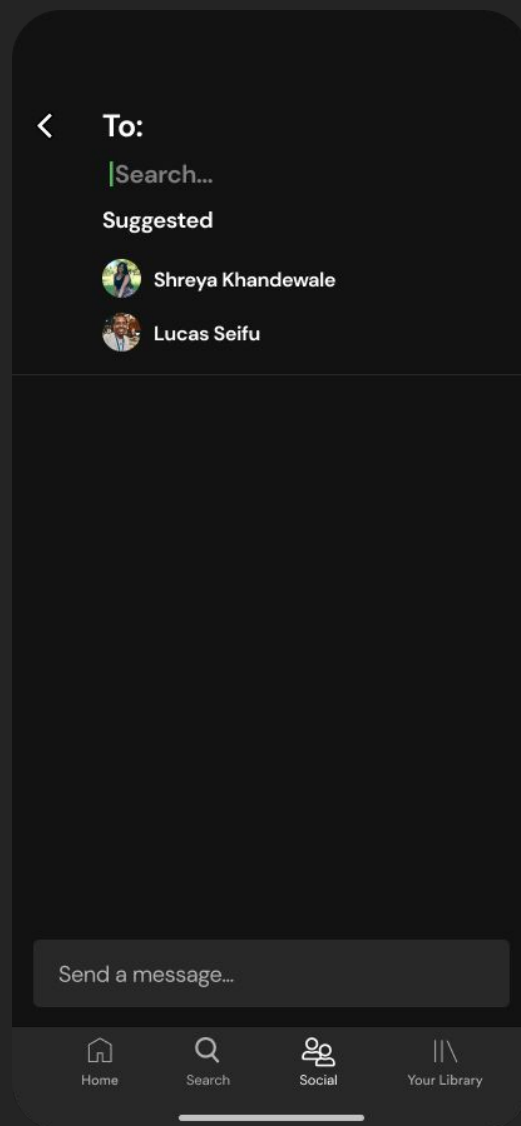 To:
Search...
Suggested
Shreya Khandewale
Lucas Seifu
Send a message...
Home Search Social Your Library